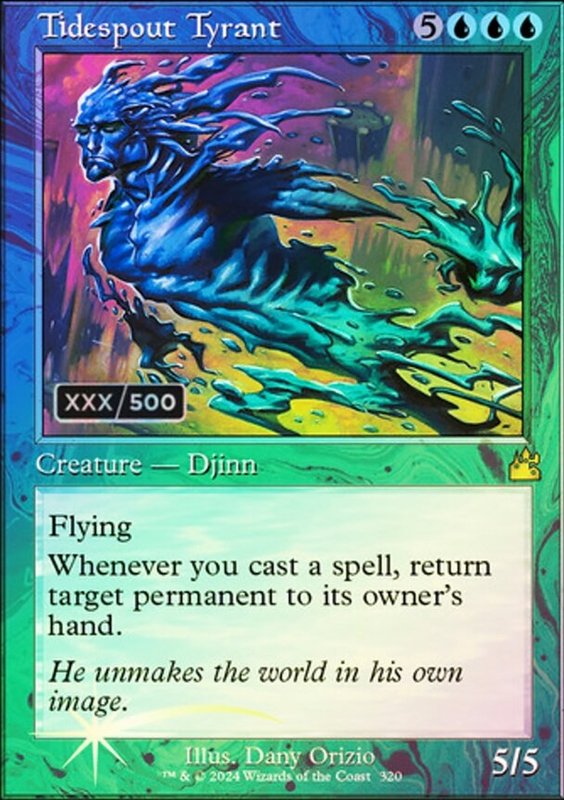 Tidespout Tyrant 5
XXX/500
Creature — Djinn
Flying
Whenever you cast a spell, return
target permanent to its owner's
hand.
He unmakes the world in his own
image.
Illus. Dany Orizio
5/5
™ & © 2024 Wizards of the Coast 320